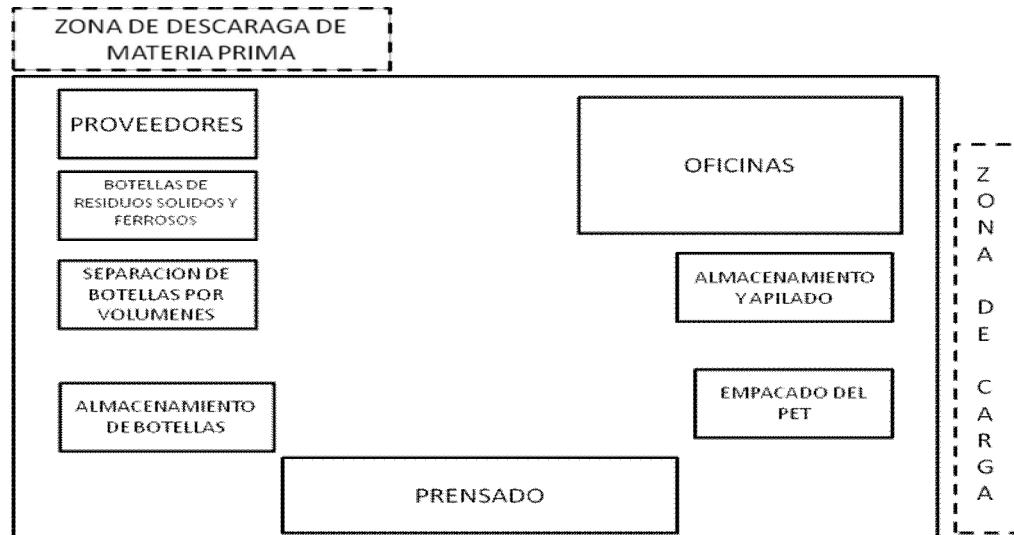 ZONA DE DESCARAGA DE
MATERIA PRIMA
PROVEEDORES
OFICINAS
BOTELLAS DE
RESIDUOS SOLIDOS Y
FERROSOS
SEPARACION DE
BOTELLAS POR
VOLUMENES
ALMACENAMIENTO
Y APILADO
ALMACENAMIENTO
DE BOTELLAS
EMPACADO DEL
PET
PRENSADO
Z
O
N
A
D
E
C
A
R
G
A